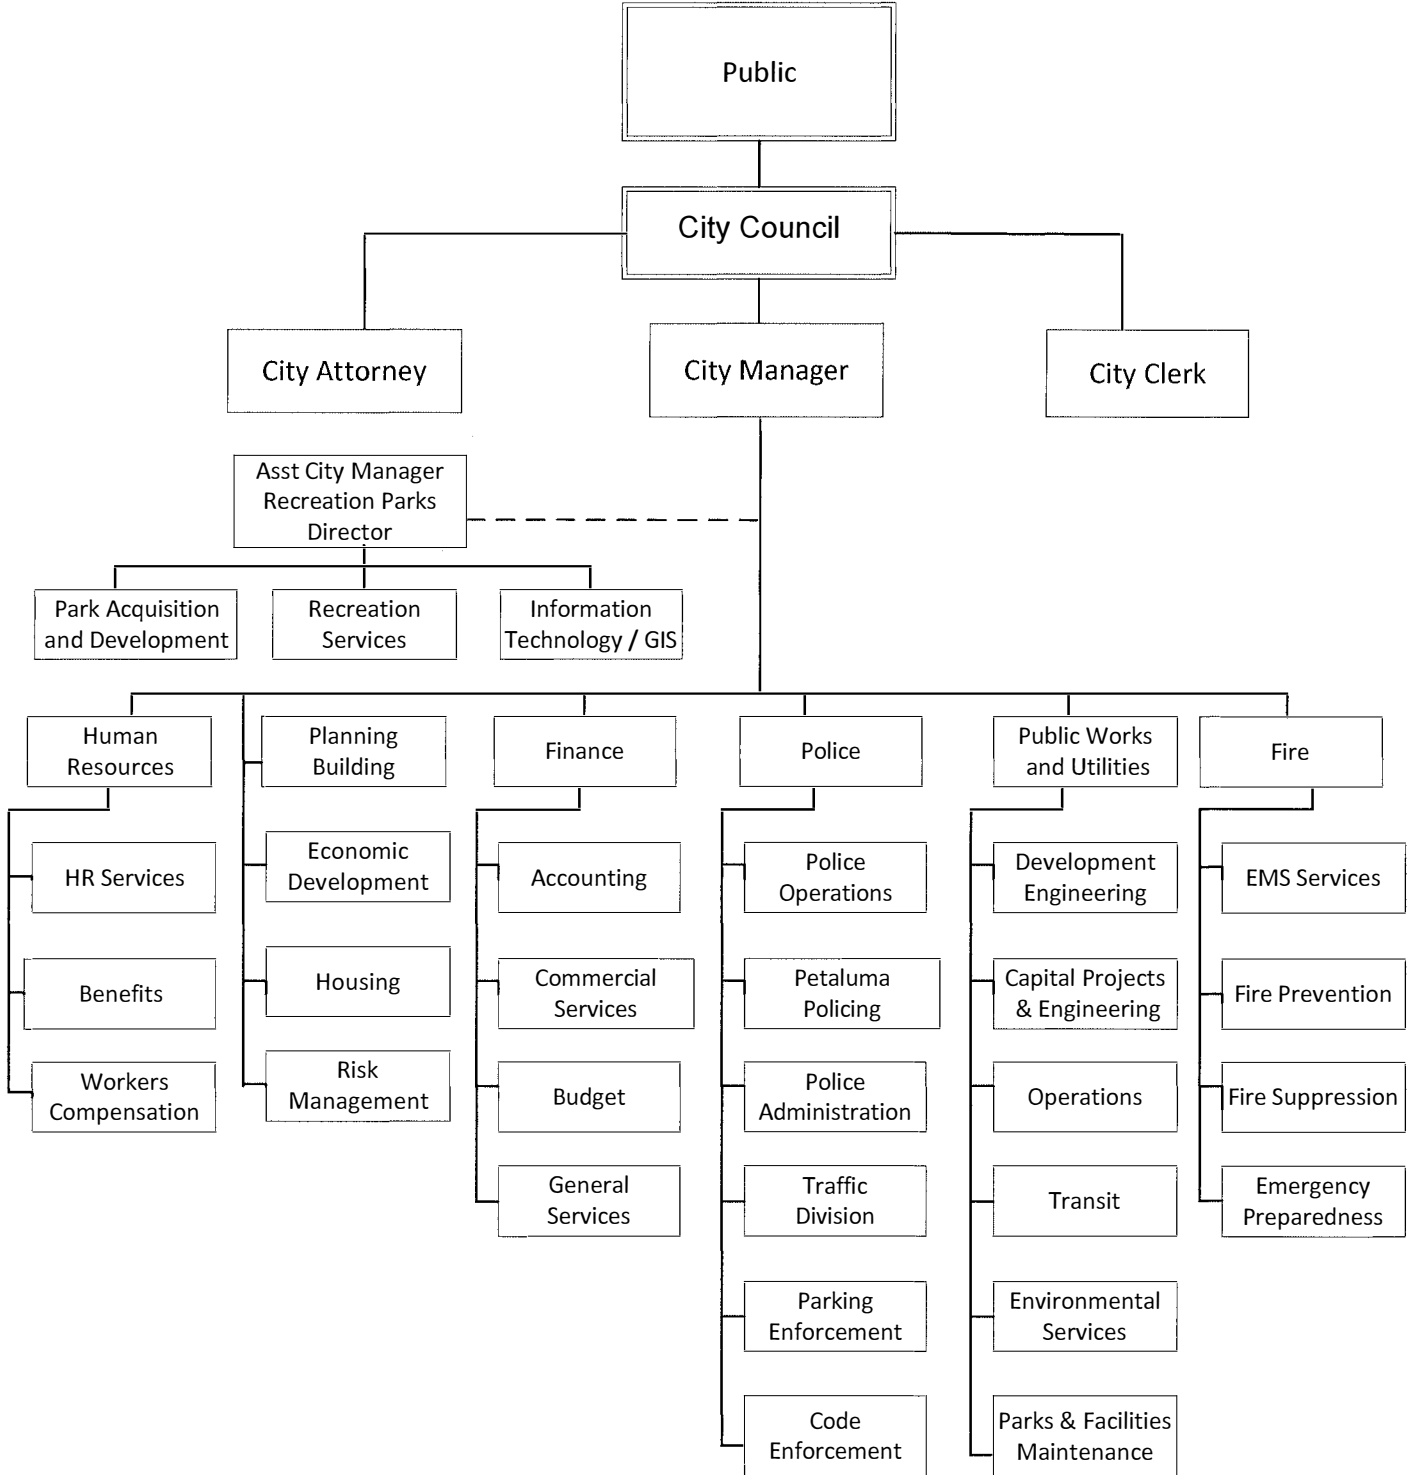 Public
City Council
City Attorney
City Manager
City Clerk
Asst City Manager
Recreation Parks
Director
Park Acquisition
and Development
Recreation
Services
Information
Technology / GIS
Human
Resources
HR Services
Benefits
Workers
Compensation
Planning
Building
Economic
Development
Housing
Risk
Management
Finance
Accounting
Commercial
Services
Budget
General
Services
Police
Police
Operations
Petaluma
Policing
Police
Administration
Traffic
Division
Parking
Enforcement
Code
Enforcement
Public Works
and Utilities
Development
Engineering
Capital Projects
& Engineering
Operations
Transit
Environmental
Services
Parks & Facilities
Maintenance
Fire
EMS Services
Fire Prevention
Fire Suppression
Emergency
Preparedness